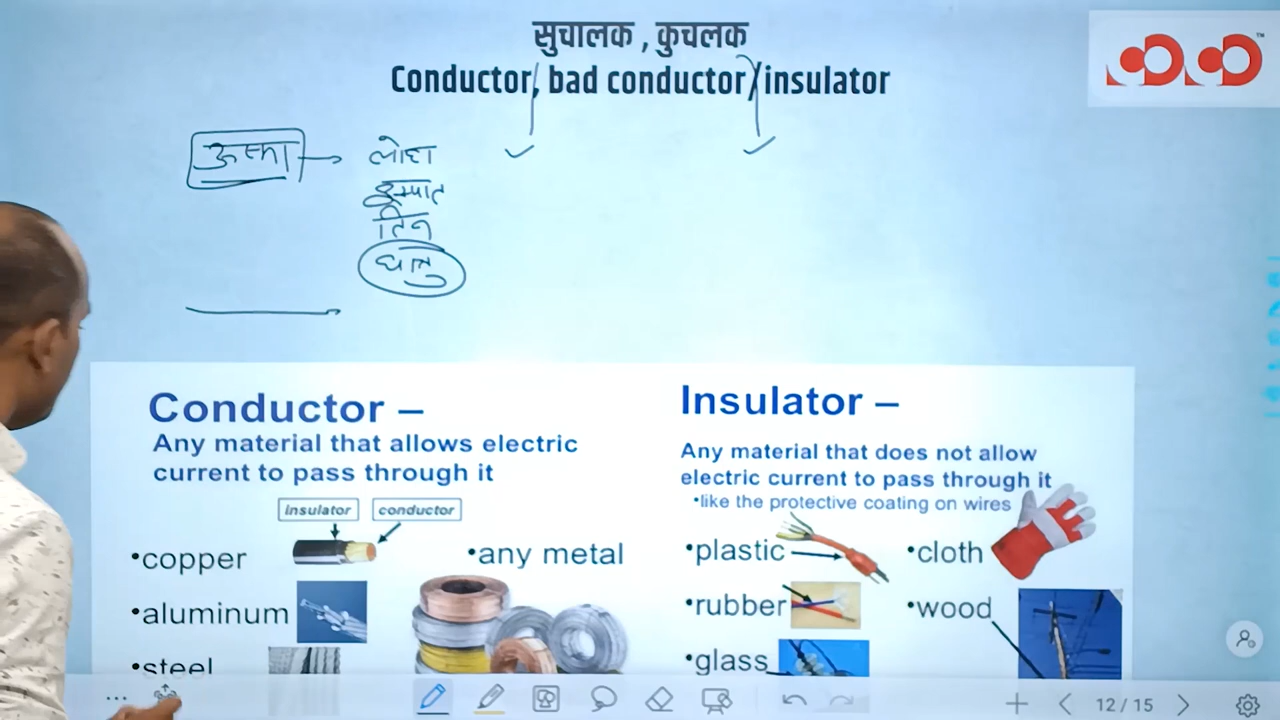 सुचालक , कुचलक
Conductor, bad conductor/insulator
ऊष्मा
लोहा
इस्पात
टिन
धातु
Conductor –
Any material that allows electric
current to pass through it
insulator
conductor
•copper
•any metal
•aluminum
•steel
Insulator –
Any material that does not allow
electric current to pass through it
•like the protective coating on wires
•plastic
•cloth
•rubber
•wood
•glass
12 / 15